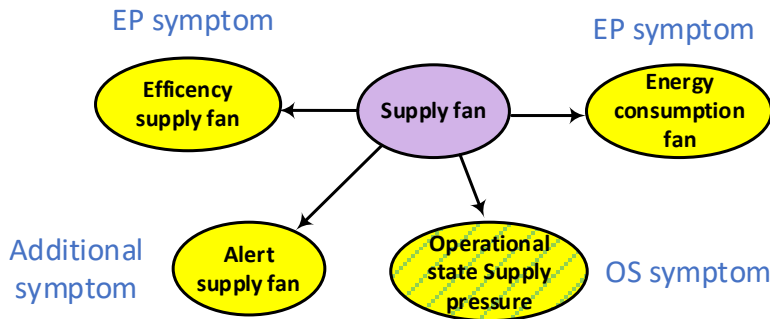 EP symptom
EP symptom
Efficency
supply fan
Supply fan
Energy
consumption
fan
Additional
symptom
Alert
supply fan
Operational
state Supply
pressure
OS symptom